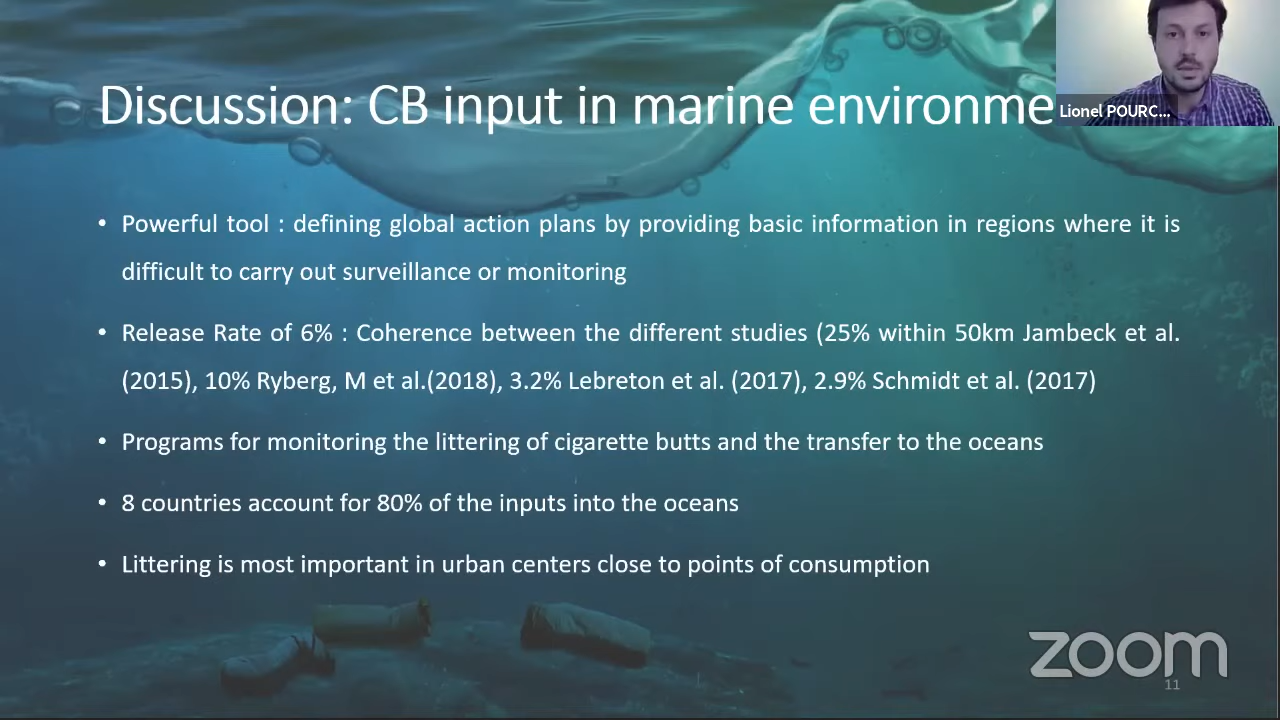 Discussion: CB input in marine environme
Lionel POURC...
• Powerful tool : defining global action plans by providing basic information in regions where it is
difficult to carry out surveillance or monitoring
• Release Rate of 6% : Coherence between the different studies (25% within 50km Jambeck et al.
(2015), 10% Ryberg, M et al.(2018), 3.2% Lebreton et al. (2017), 2.9% Schmidt et al. (2017)
• Programs for monitoring the littering of cigarette butts and the transfer to the oceans
• 8 countries account for 80% of the inputs into the oceans
• Littering is most important in urban centers close to points of consumption
zoom
11